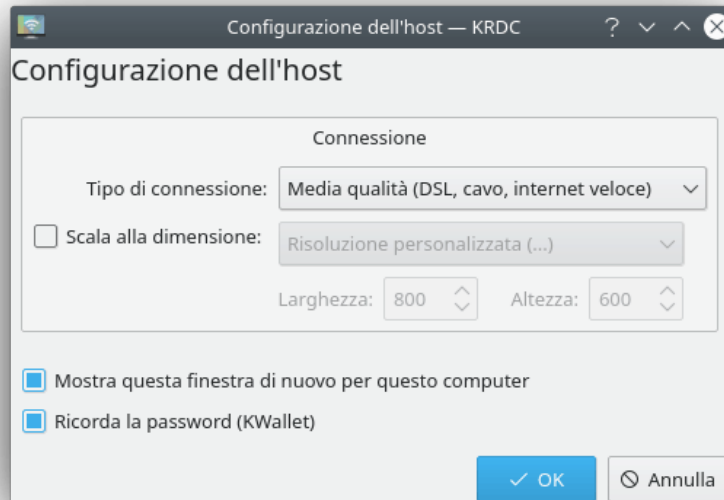 Configurazione dell'host — KRDC
Configurazione dell'host
Connessione
Tipo di connessione: Media qualità (DSL, cavo, internet veloce)
Scala alla dimensione: Risoluzione personalizzata (...)
Larghezza: 800 Altezza: 600
Mostra questa finestra di nuovo per questo computer
Ricorda la password (KWallet)
OK Annulla